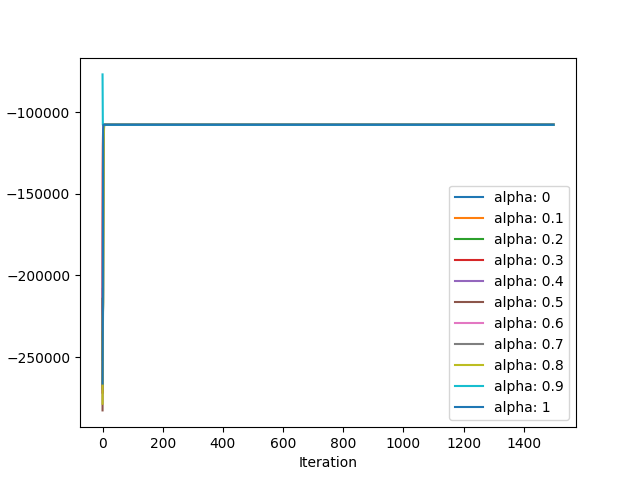 −100000
−150000
−200000
−250000
0
200
400
600
800
1000
1200
1400
Iteration
alpha: 0
alpha: 0.1
alpha: 0.2
alpha: 0.3
alpha: 0.4
alpha: 0.5
alpha: 0.6
alpha: 0.7
alpha: 0.8
alpha: 0.9
alpha: 1